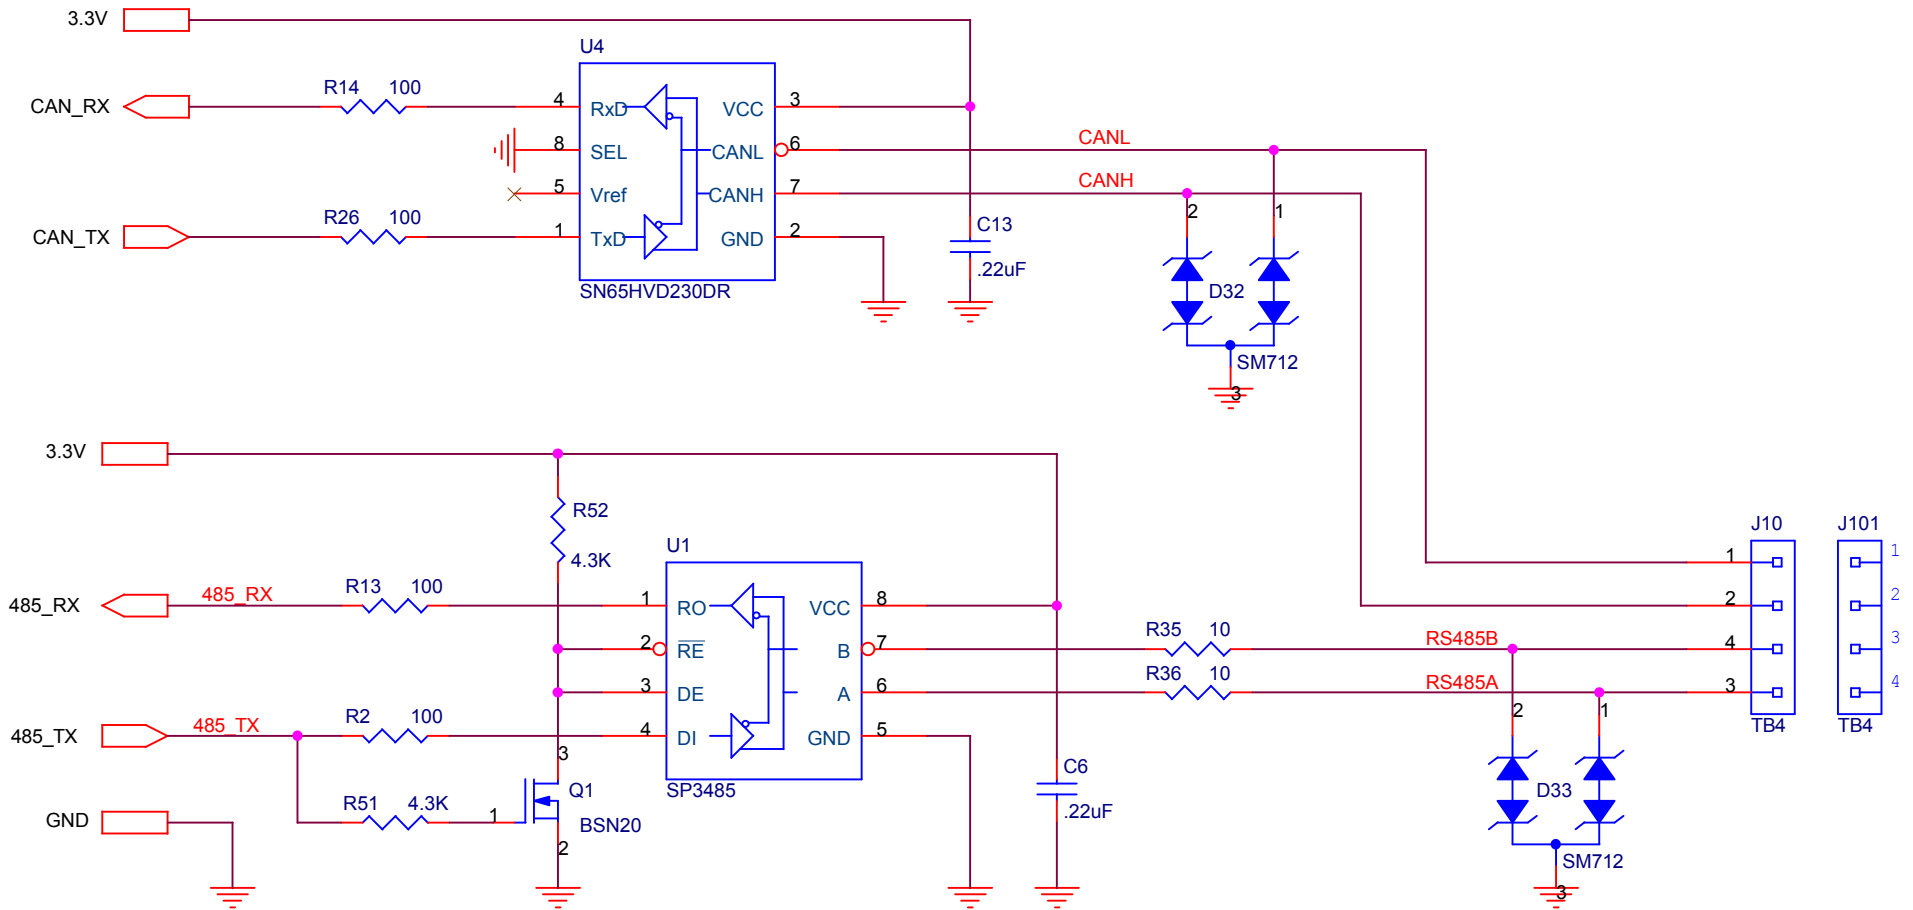 3.3V
U4
CAN_RX
R14 100
4 RxD
VCC 3
8 SEL
CANL 6
CANL
5 Vref
CANH 7
CANH
CAN_TX
R26 100
1 TxD
GND 2
SN65HVD230DR
C13
.22uF
2 1
D32
SM712
3
3.3V
R52
4.3K
U1
485_RX
485_RX
R13 100
1 RO
VCC 8
2 RE
B 7
R35 10
RS485B
3 DE
A 6
R36 10
RS485A
485_TX
485_TX
R2 100
4 DI
GND 5
SP3485
3
Q1
BSN20
R51 4.3K
1
2
GND
C6
.22uF
2 1
D33
SM712
3
J10
1
2
4
3
TB4
J101
1
2
3
4
TB4